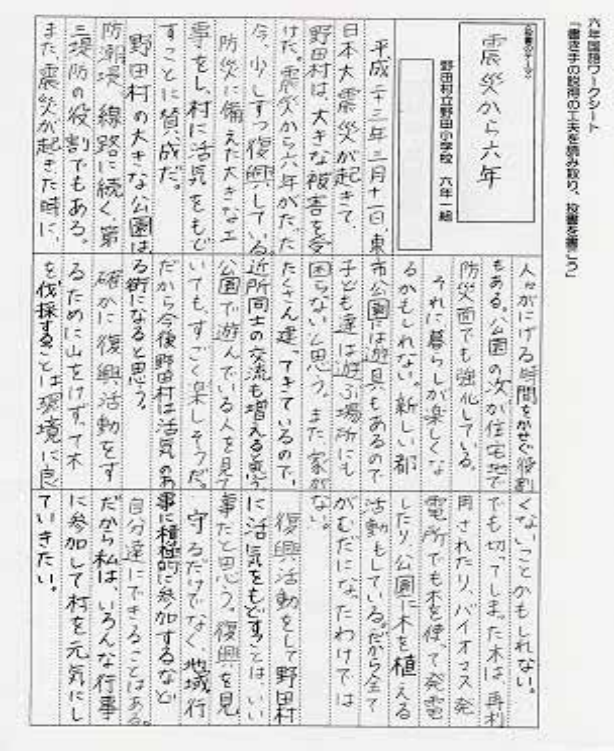 六年国語ワークシート
「書き手の説得の工夫を読み取り、投書を書こう」
投書のテーマ
震災から六年
野田村立野田小学校 六年一組
平成二十三年三月十一日、東
日本大震災が起きて、
野田村は、大きな被害を受
けた。震災から六年がたった
今、少しずつ復興している。
防災に備えた大きな工
事をし、村に活気をもど
すことに賛成だ。
野田村の大きな公園は
防潮堤、線路に続く、第
三堤防の役割でもある。
また、震災が起きた時に、
人々がにげる時間をかせぐ役割
もある。公園の次が住宅地で
防災面でも強化している。
それに暮らしが楽しくな
るかもしれない。新しい都
市公園には遊具もあるので
子ども達は遊ぶ場所にも
困らないと思う。また、家が
たくさん建ってきているので、
近所同士の交流も増えると思う
公園で遊んでいる人を見て
いても、すごく楽しそうだ。
だから今後野田村は活気のあ
る街になると思う。
確かに復興活動をす
るために山をけずって木
を伐採することは環境に良
くないことかもしれない。
でも切ってしまった木は、再利
用されたり、バイオマス発
電所でも木を使って発電
したり、公園に木を植える
活動もしている。だから全て
がむだになったわけでは
ない。
復興活動をして野田村
に活気をもどすことは、いい
事だと思う。復興を見
守るだけでなく、地域行
事に積極的に参加するなど
自分達にできることはある。
だから私は、いろんな行事
に参加して村を元気にし
ていきたい。